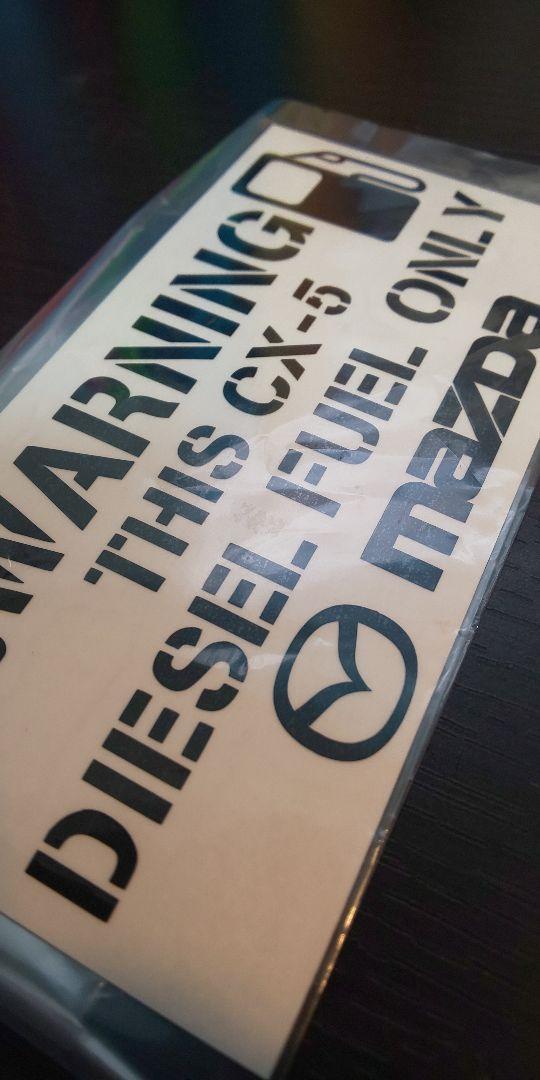 WARNING
THIS CX-5
DIESEL FUEL ONLY
mazda